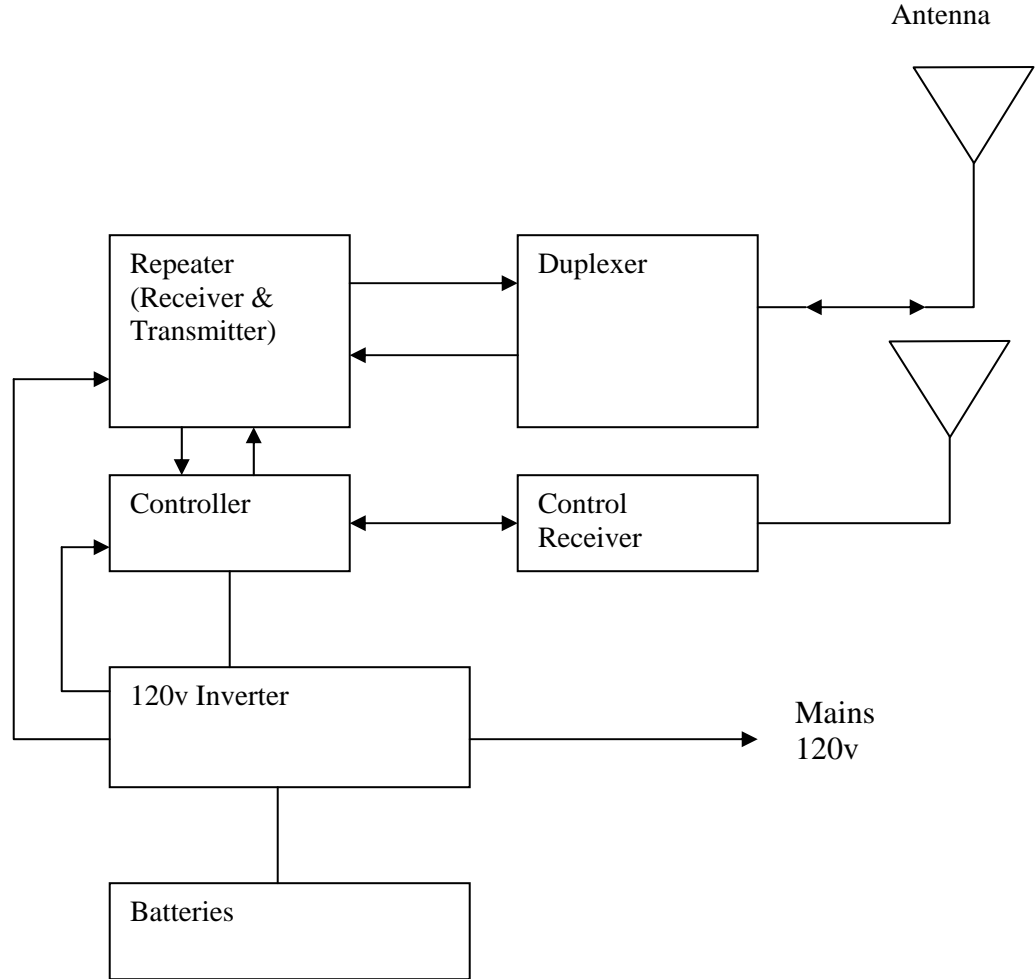 Antenna
Repeater
(Receiver &
Transmitter)
Duplexer
Controller
Control
Receiver
120v Inverter
Mains
120v
Batteries